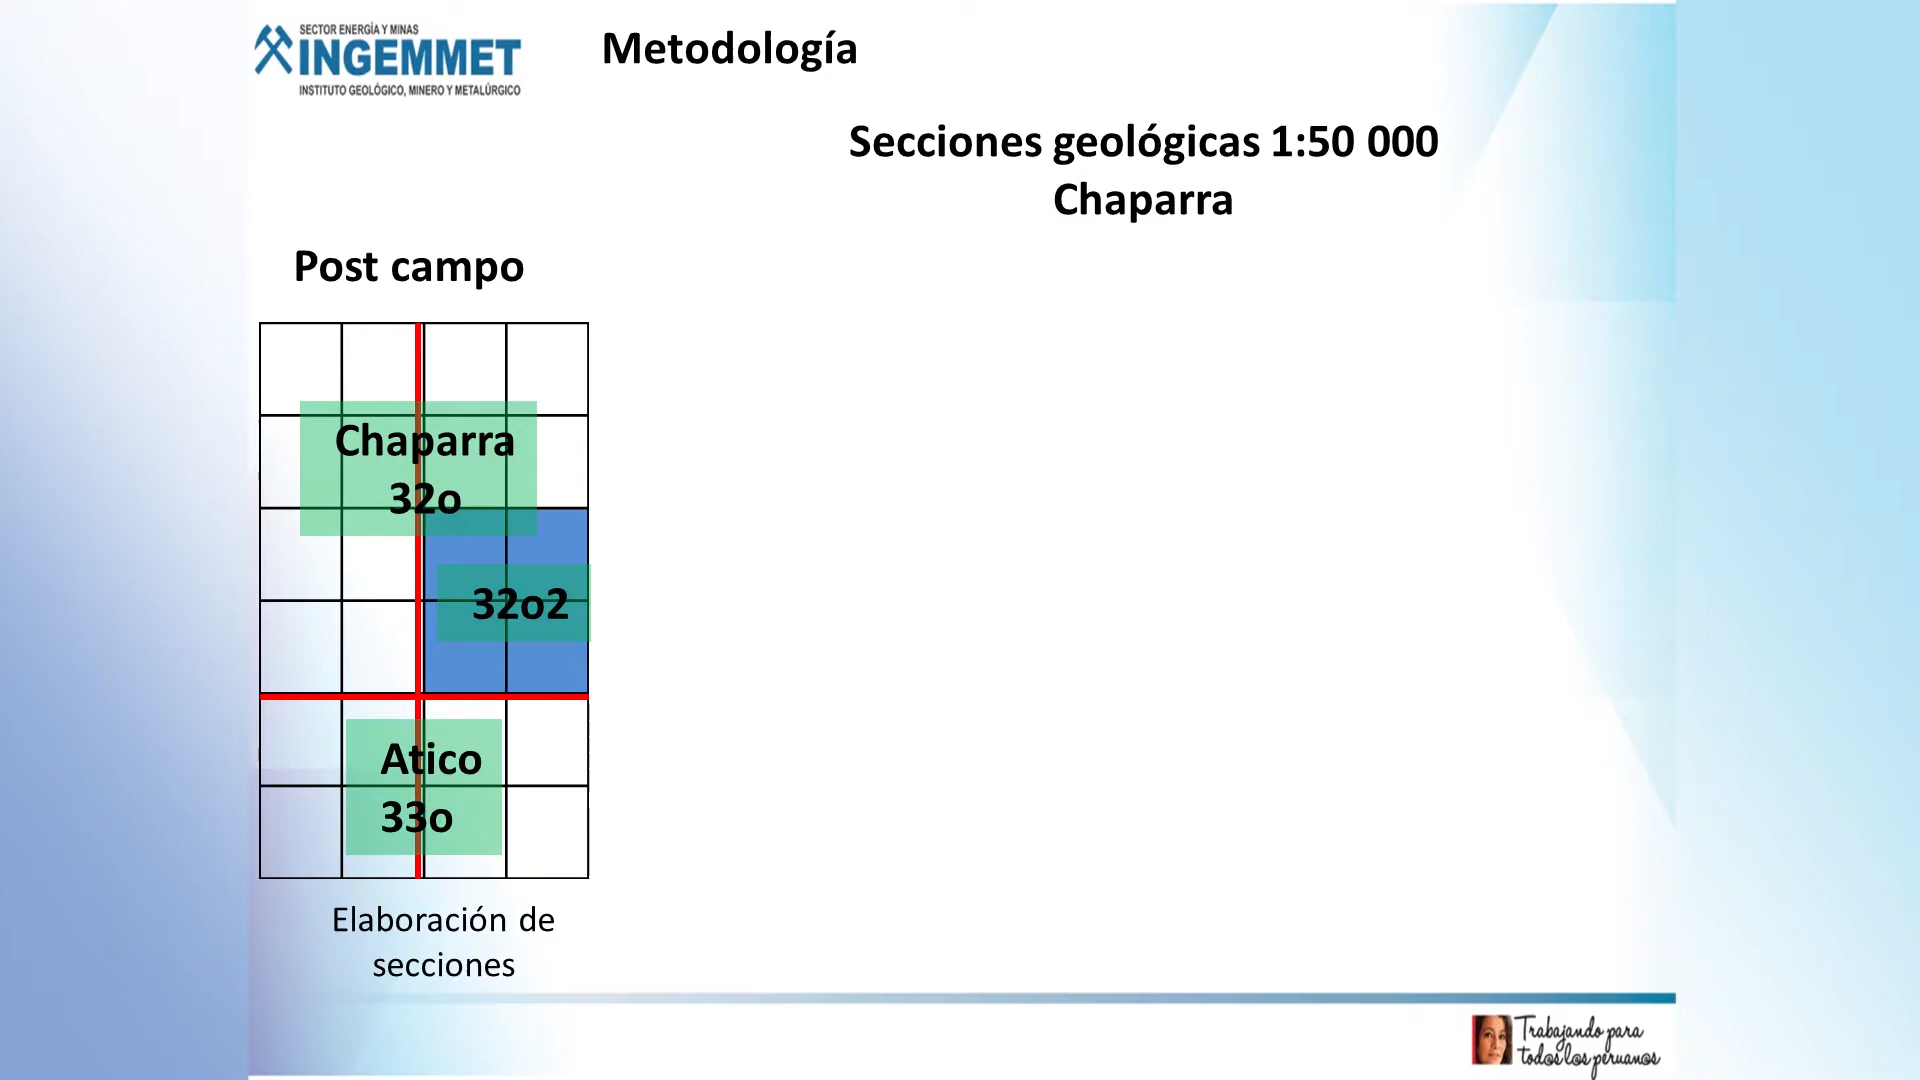 SECTOR ENERGÍA Y MINAS
INGEMMET
INSTITUTO GEOLÓGICO, MINERO Y METALÚRGICO
Metodología
Secciones geológicas 1:50 000
Chaparra
Post campo
Chaparra
32o
32o2
Atico
33o
Elaboración de
secciones
Trabajando para
todos los peruanos